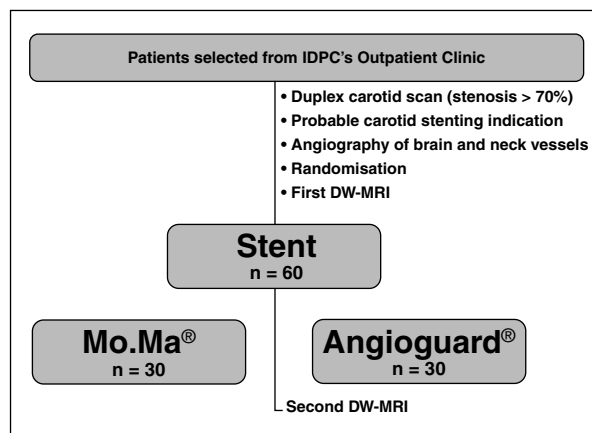 Patients selected from IDPC's Outpatient Clinic
• Duplex carotid scan (stenosis > 70%)
• Probable carotid stenting indication
• Angiography of brain and neck vessels
• Randomisation
• First DW-MRI
Stent
n = 60
Mo.Ma®
n = 30
Angioguard®
n = 30
Second DW-MRI